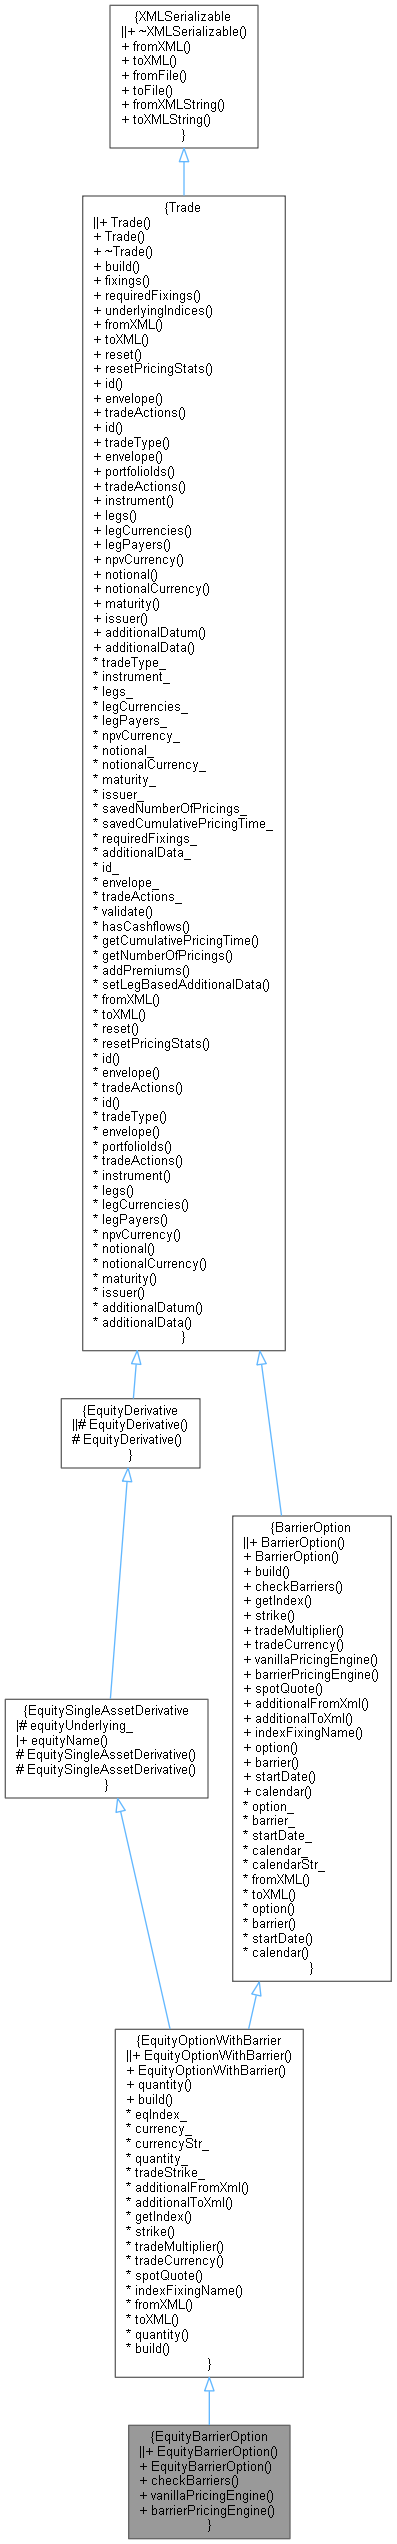 {XMLSerializable
||+ ~XMLSerializable()
+ fromXML()
+ toXML()
+ fromFile()
+ toFile()
+ fromXMLString()
+ toXMLString()
}
{Trade
||+ Trade()
+ Trade()
+ ~Trade()
+ build()
+ fixings()
+ requiredFixings()
+ underlyingIndices()
+ fromXML()
+ toXML()
+ reset()
+ resetPricingStats()
+ id()
+ envelope()
+ tradeActions()
+ id()
+ tradeType()
+ envelope()
+ portfolioIds()
+ tradeActions()
+ instrument()
+ legs()
+ legCurrencies()
+ legPayers()
+ npvCurrency()
+ notional()
+ notionalCurrency()
+ maturity()
+ issuer()
+ additionalDatum()
+ additionalData()
* tradeType_
* instrument_
* legs_
* legCurrencies_
* legPayers_
* npvCurrency_
* notional_
* notionalCurrency_
* maturity_
* issuer_
* savedNumberOfPricings_
* savedCumulativePricingTime_
* requiredFixings_
* additionalData_
* id_
* envelope_
* tradeActions_
* validate()
* hasCashflows()
* getCumulativePricingTime()
* getNumberOfPricings()
* addPremiums()
* setLegBasedAdditionalData()
* fromXML()
* toXML()
* reset()
* resetPricingStats()
* id()
* envelope()
* tradeActions()
* id()
* tradeType()
* envelope()
* portfolioIds()
* tradeActions()
* instrument()
* legs()
* legCurrencies()
* legPayers()
* npvCurrency()
* notional()
* notionalCurrency()
* maturity()
* issuer()
* additionalDatum()
* additionalData()
}
{EquityDerivative
||# EquityDerivative()
# EquityDerivative()
}
{BarrierOption
||+ BarrierOption()
+ BarrierOption()
+ build()
+ checkBarriers()
+ getIndex()
+ strike()
+ tradeMultiplier()
+ tradeCurrency()
+ vanillaPricingEngine()
+ barrierPricingEngine()
+ spotQuote()
+ additionalFromXml()
+ additionalToXml()
+ indexFixingName()
+ option()
+ barrier()
+ startDate()
+ calendar()
* option_
* barrier_
* startDate_
* calendar_
* calendarStr_
* fromXML()
* toXML()
* option()
* barrier()
* startDate()
* calendar()
}
{EquitySingleAssetDerivative
|# equityUnderlying_
|+ equityName()
# EquitySingleAssetDerivative()
# EquitySingleAssetDerivative()
}
{EquityOptionWithBarrier
||+ EquityOptionWithBarrier()
+ EquityOptionWithBarrier()
+ quantity()
+ build()
* eqIndex_
* currency_
* currencyStr_
* quantity_
* tradeStrike_
* additionalFromXml()
* additionalToXml()
* getIndex()
* strike()
* tradeMultiplier()
* tradeCurrency()
* spotQuote()
* indexFixingName()
* fromXML()
* toXML()
* quantity()
* build()
}
{EquityBarrierOption
||+ EquityBarrierOption()
+ EquityBarrierOption()
+ checkBarriers()
+ vanillaPricingEngine()
+ barrierPricingEngine()
}